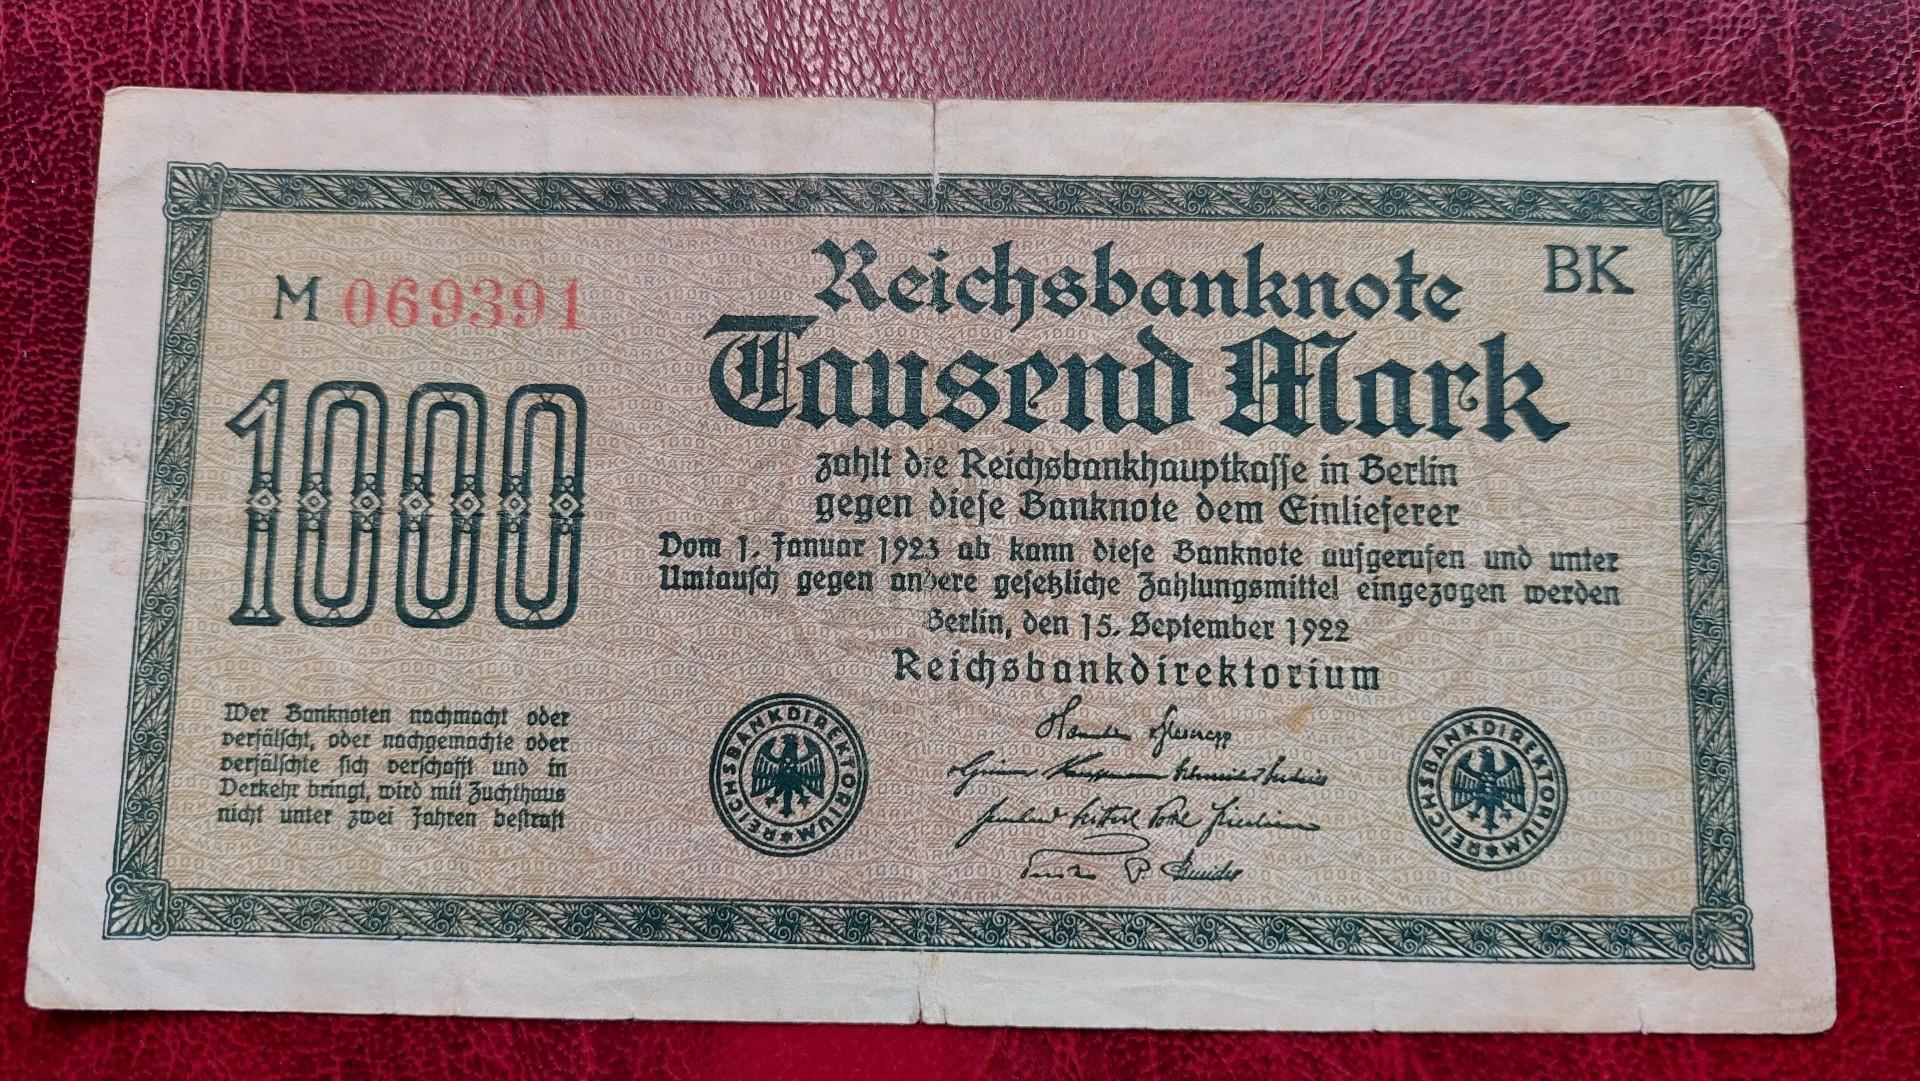 Reichsbanknote
BK
M 069391
Tausend Mark
1000
zahlt die Reichsbankhauptkasse in Berlin
gegen diese Banknote dem Einlieferer
Vom 1. Januar 1923 ab kann diese Banknote aufgerufen und unter
Umtausch gegen andere gesetzliche Zahlungsmittel eingezogen werden
Berlin, den 15. September 1922
Reichsbankdirektorium
Wer Banknoten nachmacht oder
verfälscht, oder nachgemachte oder
verfälschte sich verschafft und in
Verkehr bringt, wird mit Zuchthaus
nicht unter zwei Jahren bestraft
REICHSBANKDIREKTORIUM
REICHSBANKDIREKTORIUM